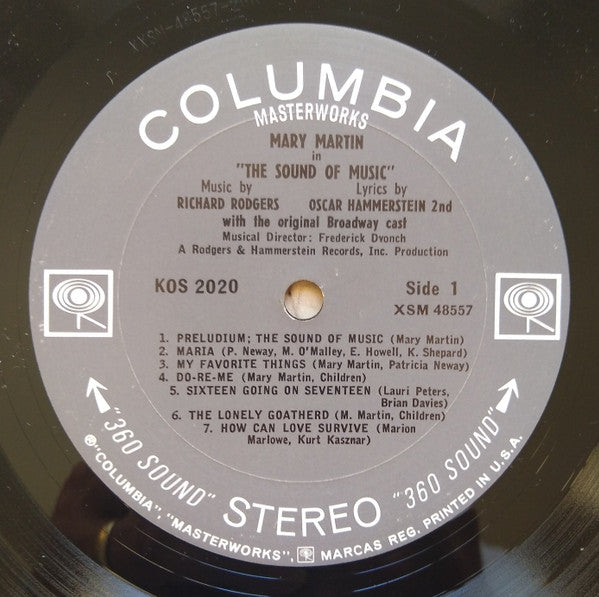 COLUMBIA
MASTERWORKS
MARY MARTIN
in
"THE SOUND OF MUSIC"
Music by Lyrics by
RICHARD RODGERS OSCAR HAMMERSTEIN 2nd
with the original Broadway cast
Musical Director: Frederick Dvonch
A Rodgers & Hammerstein Records, Inc. Production
KOS 2020 Side 1
XSM 48557
1. PRELUDIUM; THE SOUND OF MUSIC (Mary Martin)
2. MARIA (P. Neway, M. O'Malley, E. Howell, K. Shepard)
3. MY FAVORITE THINGS (Mary Martin, Patricia Neway)
4. DO-RE-ME (Mary Martin, Children)
5. SIXTEEN GOING ON SEVENTEEN (Lauri Peters,
Brian Davies)
6. THE LONELY GOATHERD (M. Martin, Children)
7. HOW CAN LOVE SURVIVE (Marion
Marlowe, Kurt Kasznar)
"360 SOUND" STEREO "360 SOUND"
Ⓡ "COLUMBIA", "MASTERWORKS", MARCAS REG. PRINTED IN U.S.A.